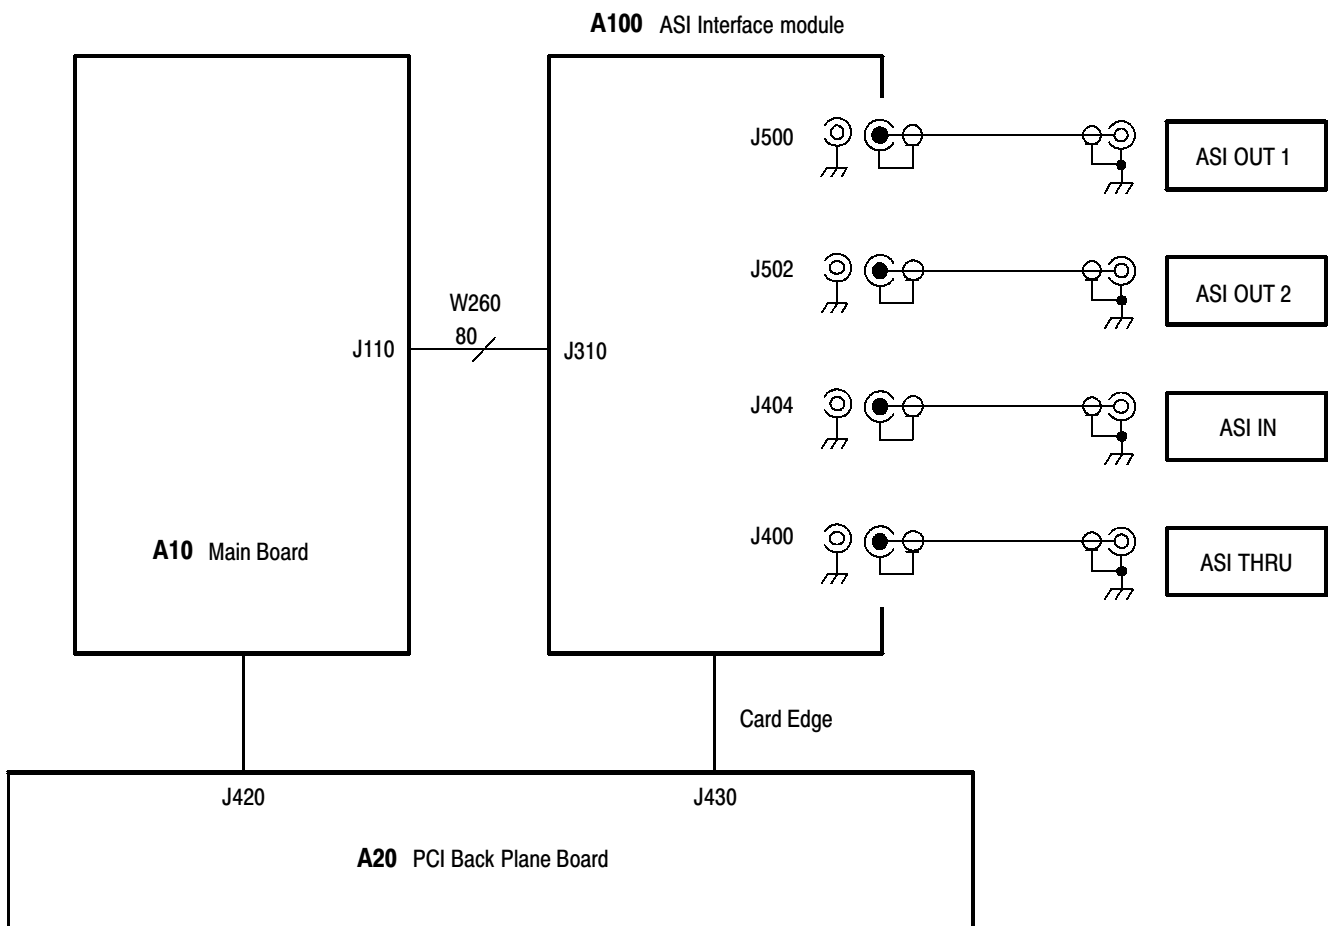 A100 ASI Interface module
J500
ASI OUT 1
J502
ASI OUT 2
W260
80
J110
J310
J404
ASI IN
J400
ASI THRU
A10 Main Board
Card Edge
J420
J430
A20 PCI Back Plane Board